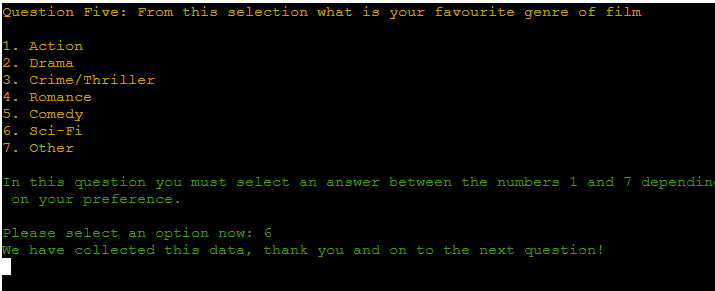 Question Five: From this selection what is your favourite genre of film
1. Action
2. Drama
3. Crime/Thriller
4. Romance
5. Comedy
6. Sci-Fi
7. Other
In this question you must select an answer between the numbers 1 and 7 dependin
on your preference.
Please select an option now: 6
We have collected this data, thank you and on to the next question!